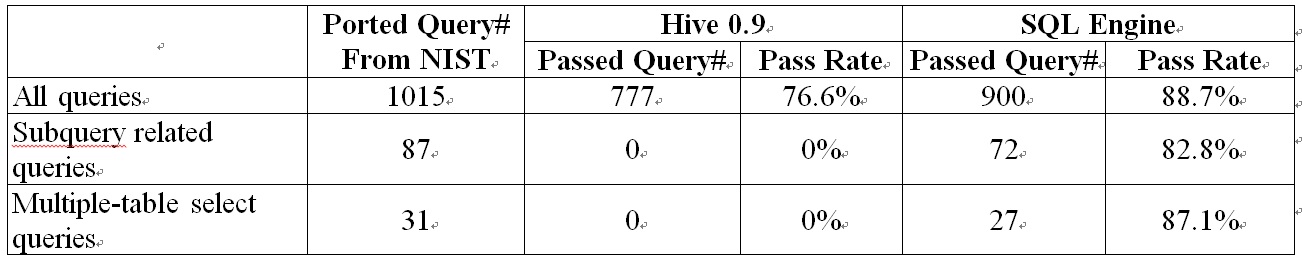 Ported Query# Hive 0.9 SQL Engine
From NIST Passed Query# Pass Rate Passed Query# Pass Rate
All queries 1015 777 76.6% 900 88.7%
Subquery related
queries 87 0 0% 72 82.8%
Multiple-table select
queries 31 0 0% 27 87.1%